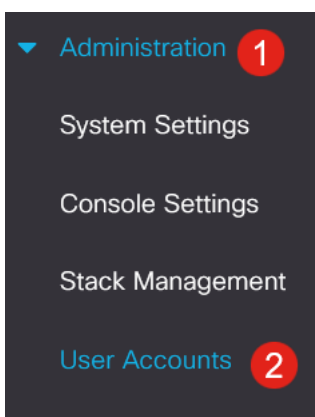 Administration 1
System Settings
Console Settings
Stack Management
User Accounts 2